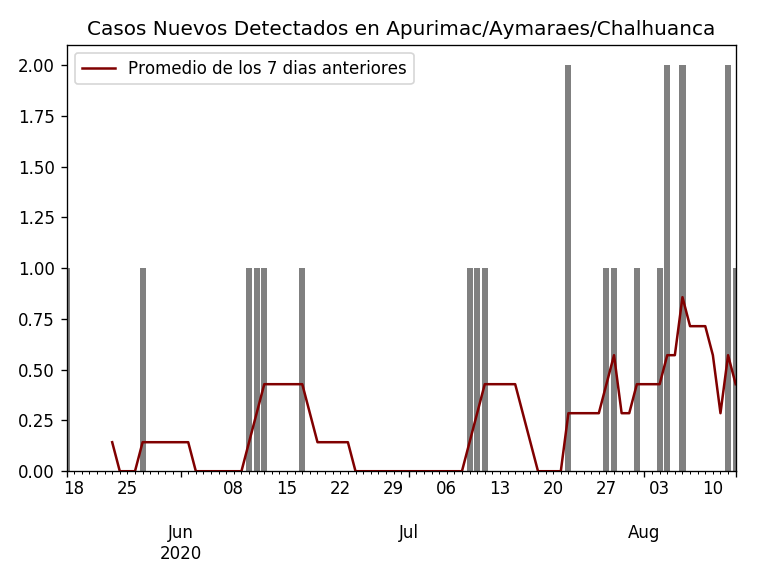 Casos Nuevos Detectados en Apurimac/Aymaraes/Chalhuanca
Promedio de los 7 dias anteriores
2.00
1.75
1.50
1.25
1.00
0.75
0.50
0.25
0.00
18 25 08 15 22 29 06 13 20 27 03 10
Jun Jul Aug
2020